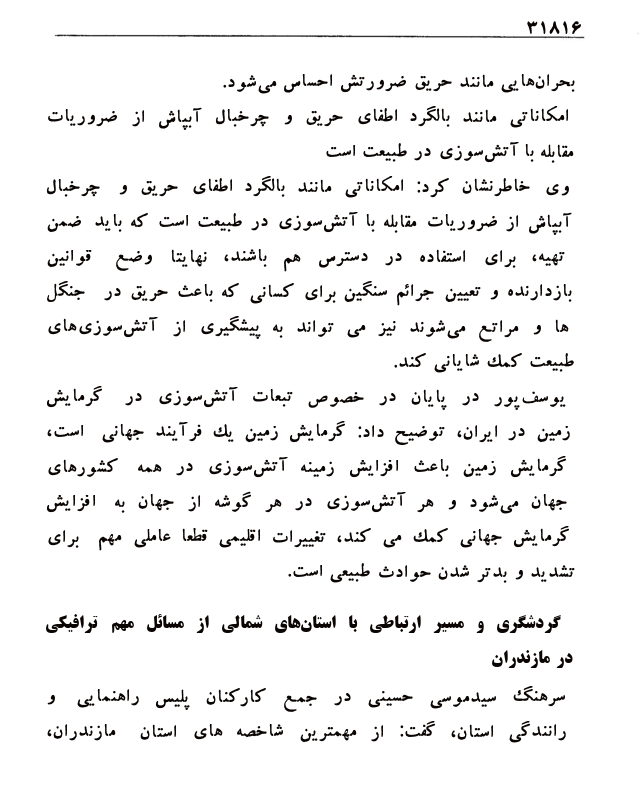 ۳۱۸۱۶
بحران‌هایی مانند حریق ضرورتش احساس می‌شود.
امکاناتی مانند بالگرد اطفای حریق و چرخبال آبپاش از ضروریات
مقابله با آتش‌سوزی در طبیعت است
وی خاطرنشان کرد: امکاناتی مانند بالگرد اطفای حریق و چرخبال
آبپاش از ضروریات مقابله با آتش‌سوزی در طبیعت است که باید ضمن
تهیه، برای استفاده در دسترس هم باشند، نهایتا وضع قوانین
بازدارنده و تعیین جرائم سنگین برای کسانی که باعث حریق در جنگل
ها و مراتع می‌شوند نیز می تواند به پیشگیری از آتش‌سوزی‌های
طبیعت کمك شایانی کند.
یوسف‌پور در پایان در خصوص تبعات آتش‌سوزی در گرمایش
زمین در ایران، توضیح داد: گرمایش زمین یك فرآیند جهانی است،
گرمایش زمین باعث افزایش زمینه آتش‌سوزی در همه کشورهای
جهان می‌شود و هر آتش‌سوزی در هر گوشه از جهان به افزایش
گرمایش جهانی کمك می کند، تغییرات اقلیمی قطعا عاملی مهم برای
تشدید و بدتر شدن حوادث طبیعی است.
گردشگری و مسیر ارتباطی با استان‌های شمالی از مسائل مهم ترافیکی
در مازندران
سرهنگ سیدموسی حسینی در جمع کارکنان پلیس راهنمایی و
رانندگی استان، گفت: از مهمترین شاخصه های استان مازندران،